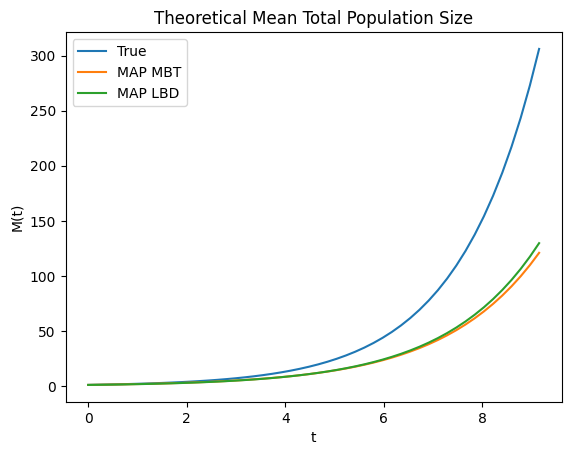 Theoretical Mean Total Population Size
True
MAP MBT
MAP LBD
300
250
200
150
100
50
0
M(t)
0 2 4 6 8
t